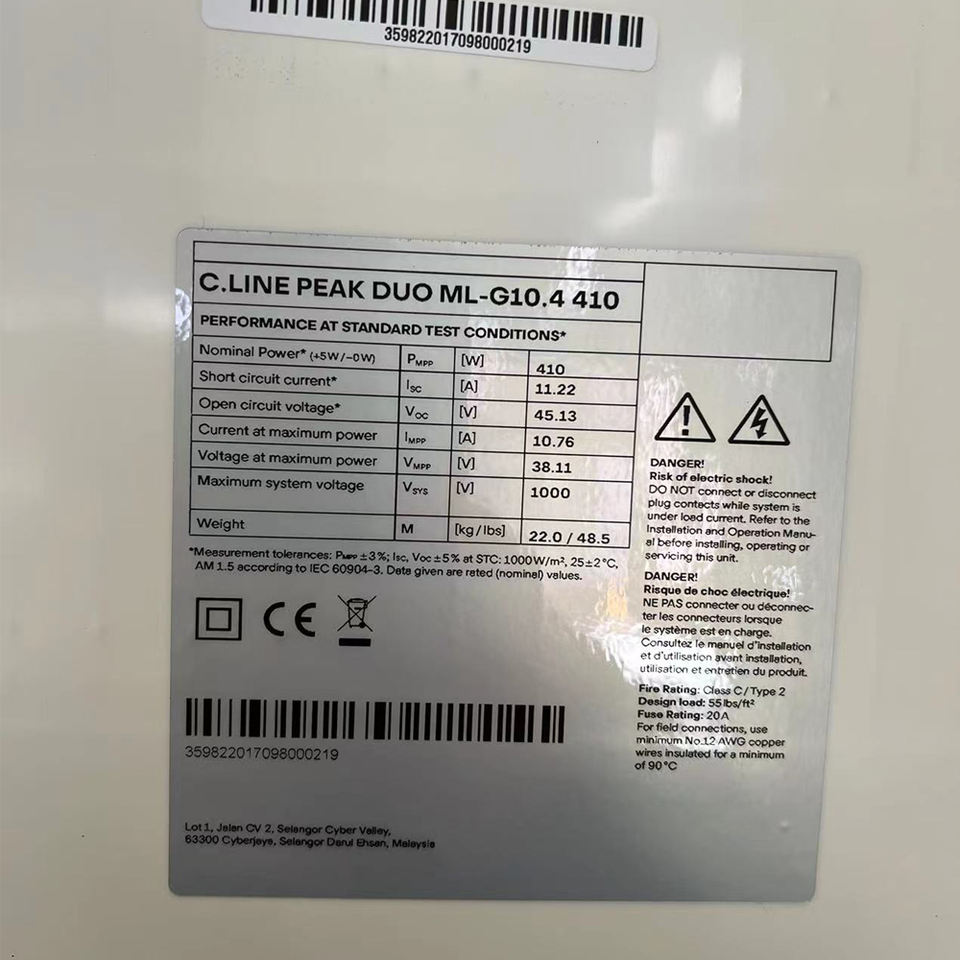 359822017098000219
C.LINE PEAK DUO ML-G10.4 410
PERFORMANCE AT STANDARD TEST CONDITIONS*
Nominal Power* (+5W/-0W) PMPP [W] 410
Short circuit current* ISC [A] 11.22
Open circuit voltage* VOC [V] 45.13
Current at maximum power IMPP [A] 10.76
Voltage at maximum power VMPP [V] 38.11
Maximum system voltage VSYS [V] 1000
Weight M [kg/lbs] 22.0 / 48.5
*Measurement tolerances: PMPP ±3%; Isc, Voc ±5% at STC: 1000W/m², 25±2°C,
AM 1.5 according to IEC 60904-3. Data given are rated (nominal) values.
CE
359822017098000219
Lot 1, Jalan CV 2, Selangor Cyber Valley,
63300 Cyberjaya, Selangor Darul Ehsan, Malaysia
DANGER!
Risk of electric shock!
DO NOT connect or disconnect
plug contacts while system is
under load current. Refer to the
Installation and Operation Manu-
al before installing, operating or
servicing this unit.
DANGER!
Risque de choc électrique!
NE PAS connecter ou déconnec-
ter les connecteurs lorsque
le système est en charge.
Consultez le manuel d'installation
et d'utilisation avant installation,
utilisation et entretien du produit.
Fire Rating: Class C/Type 2
Design load: 55lbs/ft²
Fuse Rating: 20A
For field connections, use
minimum No.12 AWG copper
wires insulated for a minimum
of 90°C